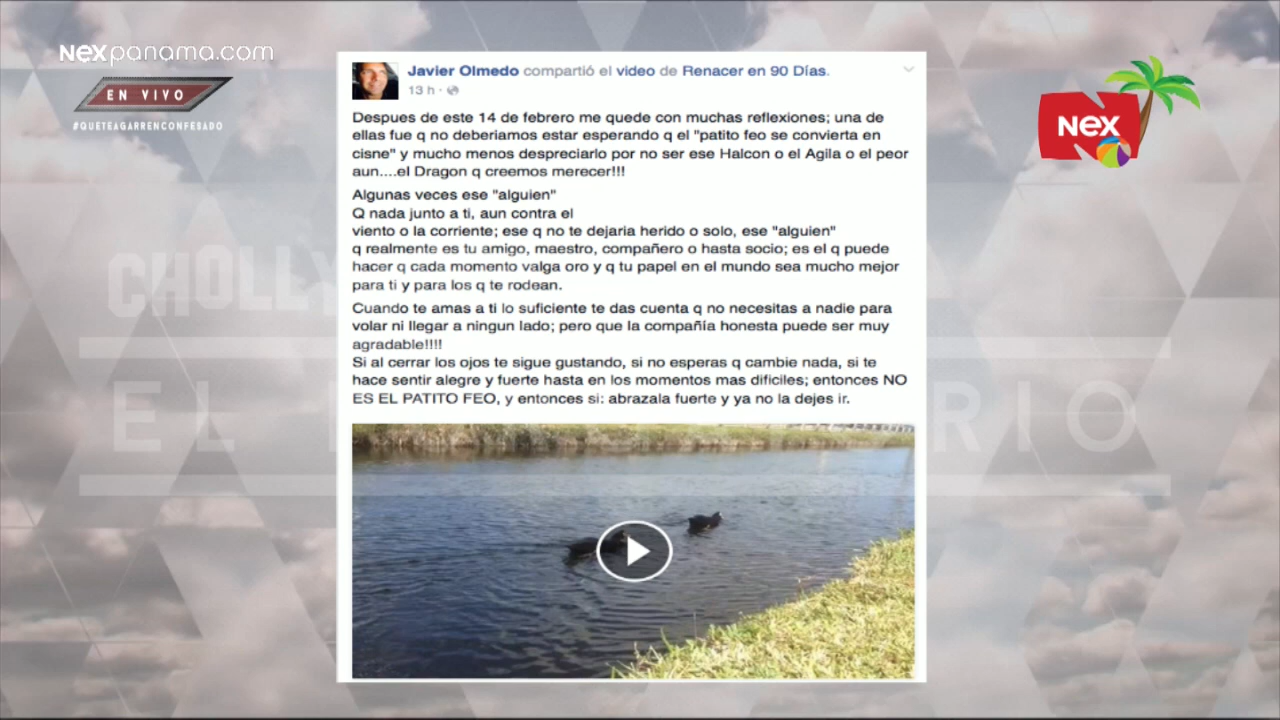 NEXpanama.com
EN VIVO
#QUETEAGARRENCONFESADO
NEX
Javier Olmedo compartió el video de Renacer en 90 Días.
13 h ·
Despues de este 14 de febrero me quede con muchas reflexiones; una de
ellas fue q no deberiamos estar esperando q el "patito feo se convierta en
cisne" y mucho menos despreciarlo por no ser ese Halcon o el Agila o el peor
aun....el Dragon q creemos merecer!!!
Algunas veces ese "alguien"
Q nada junto a ti, aun contra el
viento o la corriente; ese q no te dejaria herido o solo, ese "alguien"
q realmente es tu amigo, maestro, compañero o hasta socio; es el q puede
hacer q cada momento valga oro y q tu papel en el mundo sea mucho mejor
para ti y para los q te rodean.
Cuando te amas a ti lo suficiente te das cuenta q no necesitas a nadie para
volar ni llegar a ningun lado; pero que la compañía honesta puede ser muy
agradable!!!!
Si al cerrar los ojos te sigue gustando, si no esperas q cambie nada, si te
hace sentir alegre y fuerte hasta en los momentos mas dificiles; entonces NO
ES EL PATITO FEO, y entonces si: abrazala fuerte y ya no la dejes ir.
CHOLLY
EL
RIO